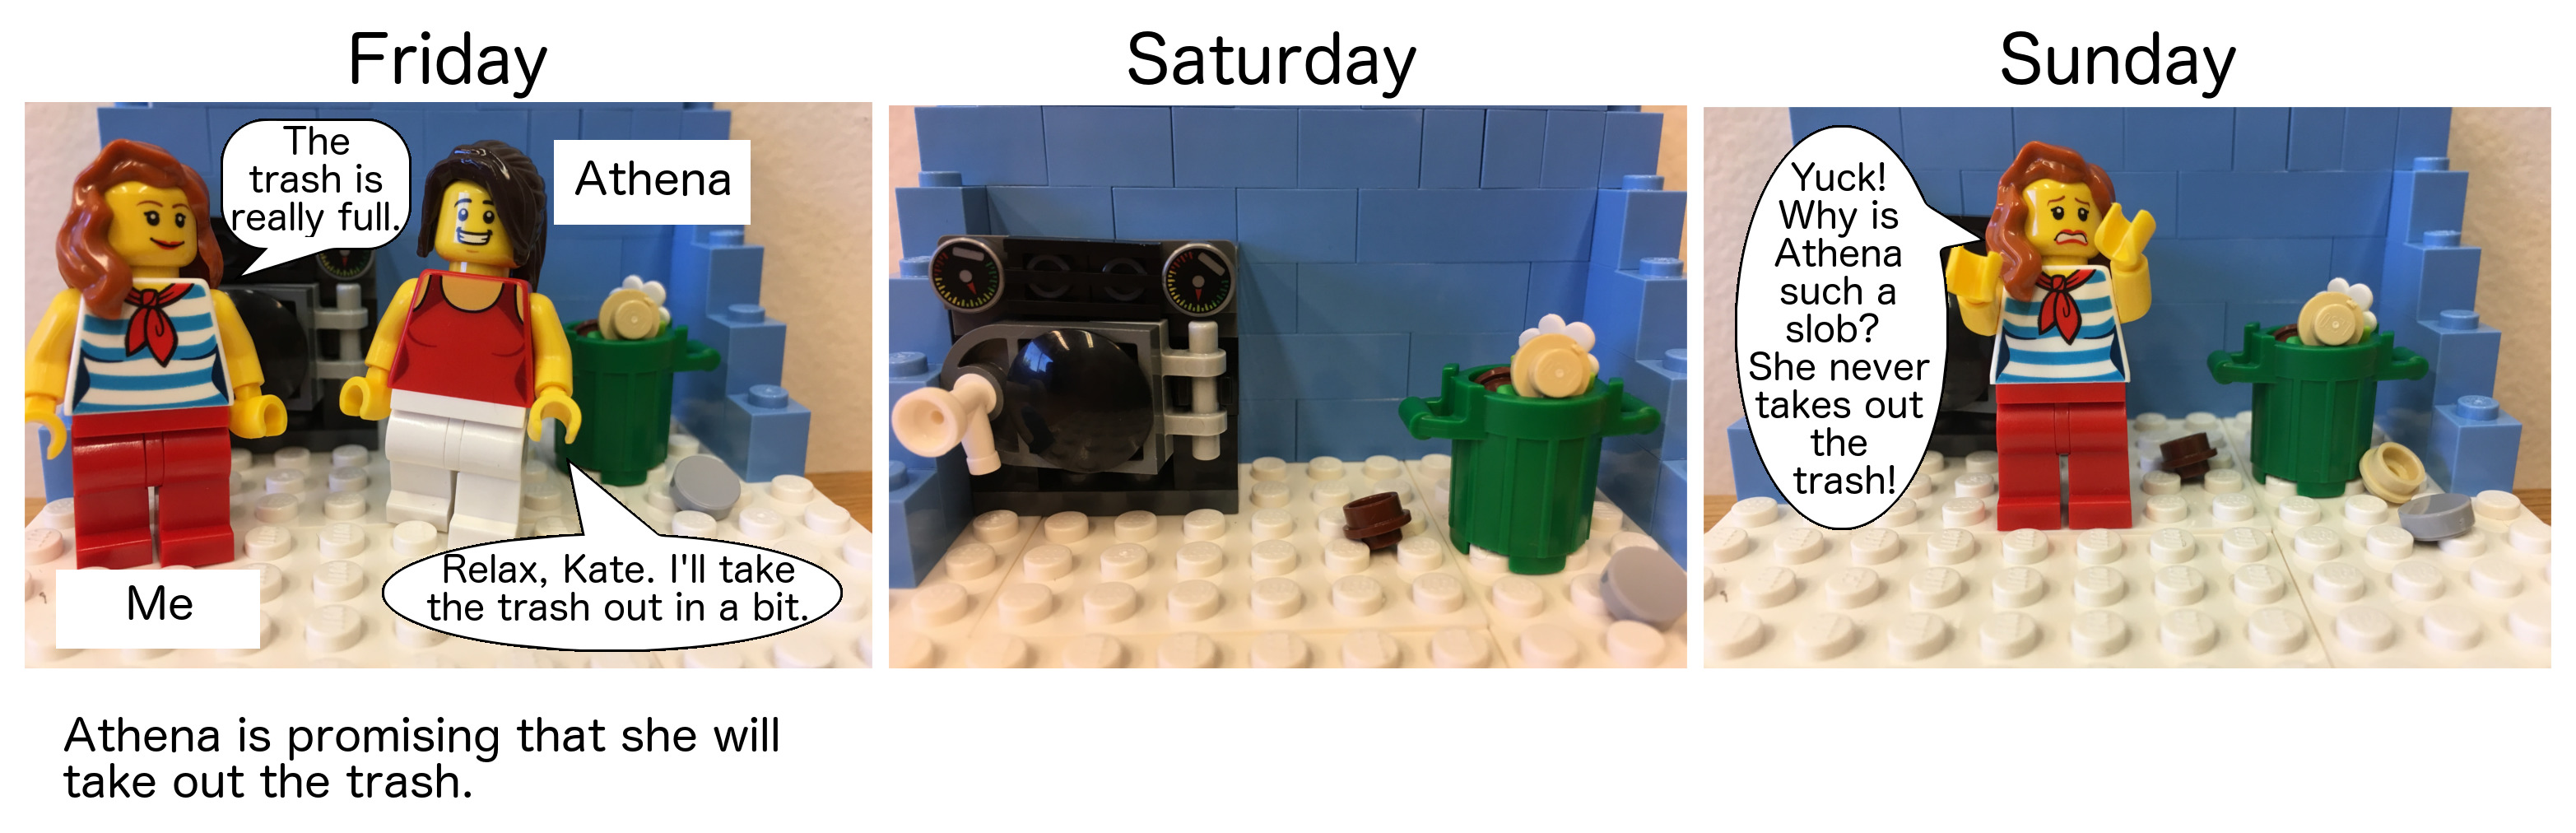 Friday
Saturday
Sunday
The
trash is
really full.
Athena
Relax, Kate. I'll take
the trash out in a bit.
Me
Yuck!
Why is
Athena
such a
slob?
She never
takes out
the
trash!
Athena is promising that she will
take out the trash.